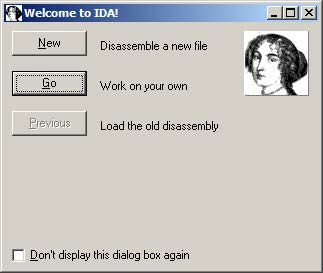 Welcome to IDA!
New Disassemble a new file
Go Work on your own
Previous Load the old disassembly
Don't display this dialog box again